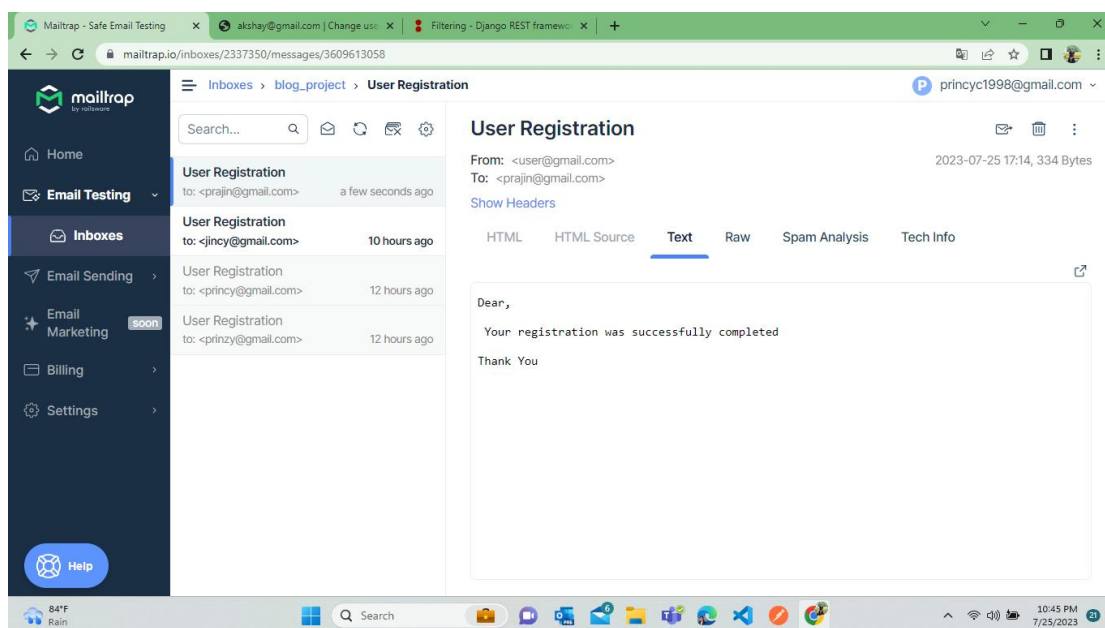 Mailtrap - Safe Email Testing
akshay@gmail.com | Change use
Filtering - Django REST framewo
mailtrap.io/inboxes/2337350/messages/3609613058
mailtrap
by railsware
Inboxes › blog_project › User Registration
P princyc1998@gmail.com
Search...
Home
Email Testing
Inboxes
Email Sending
Email Marketing
soon
Billing
Settings
Help
User Registration
to: <prajin@gmail.com> a few seconds ago
User Registration
to: <jincy@gmail.com> 10 hours ago
User Registration
to: <princy@gmail.com> 12 hours ago
User Registration
to: <prinzy@gmail.com> 12 hours ago
User Registration
From: <user@gmail.com>
2023-07-25 17:14, 334 Bytes
To: <prajin@gmail.com>
Show Headers
HTML HTML Source Text Raw Spam Analysis Tech Info
Dear,
Your registration was successfully completed
Thank You
84°F
Rain
Search
6
10:45 PM
7/25/2023
21